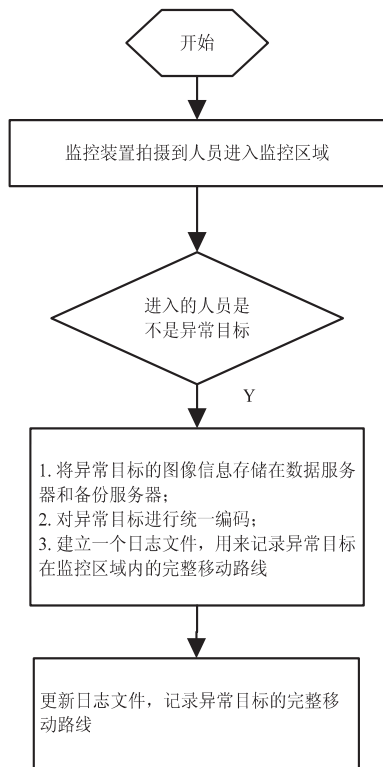 开始
监控装置拍摄到人员进入监控区域
进入的人员是
不是异常目标
Y
1. 将异常目标的图像信息存储在数据服务
器和备份服务器;
2. 对异常目标进行统一编码;
3. 建立一个日志文件，用来记录异常目标
在监控区域内的完整移动路线
更新日志文件，记录异常目标的完整移
动路线